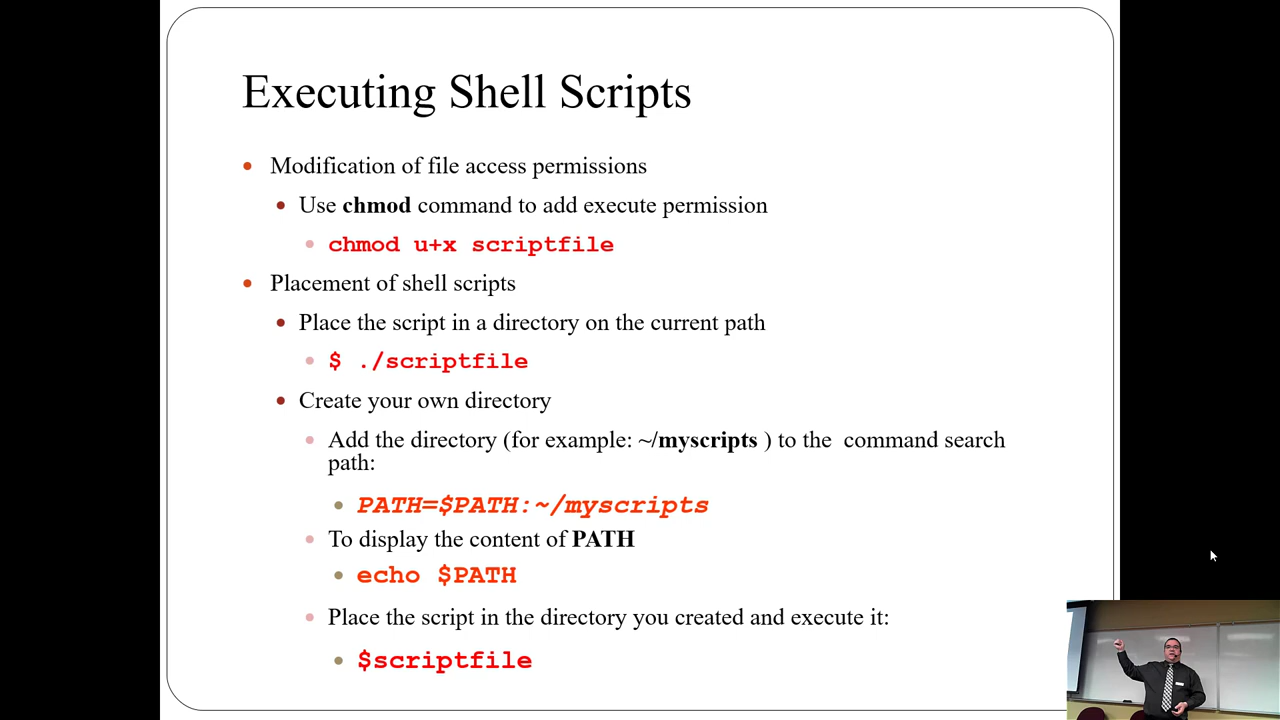 Executing Shell Scripts
Modification of file access permissions
Use chmod command to add execute permission
chmod u+x scriptfile
Placement of shell scripts
Place the script in a directory on the current path
$ ./scriptfile
Create your own directory
Add the directory (for example: ~/myscripts ) to the command search
path:
PATH=$PATH:~/myscripts
To display the content of PATH
echo $PATH
Place the script in the directory you created and execute it:
$scriptfile